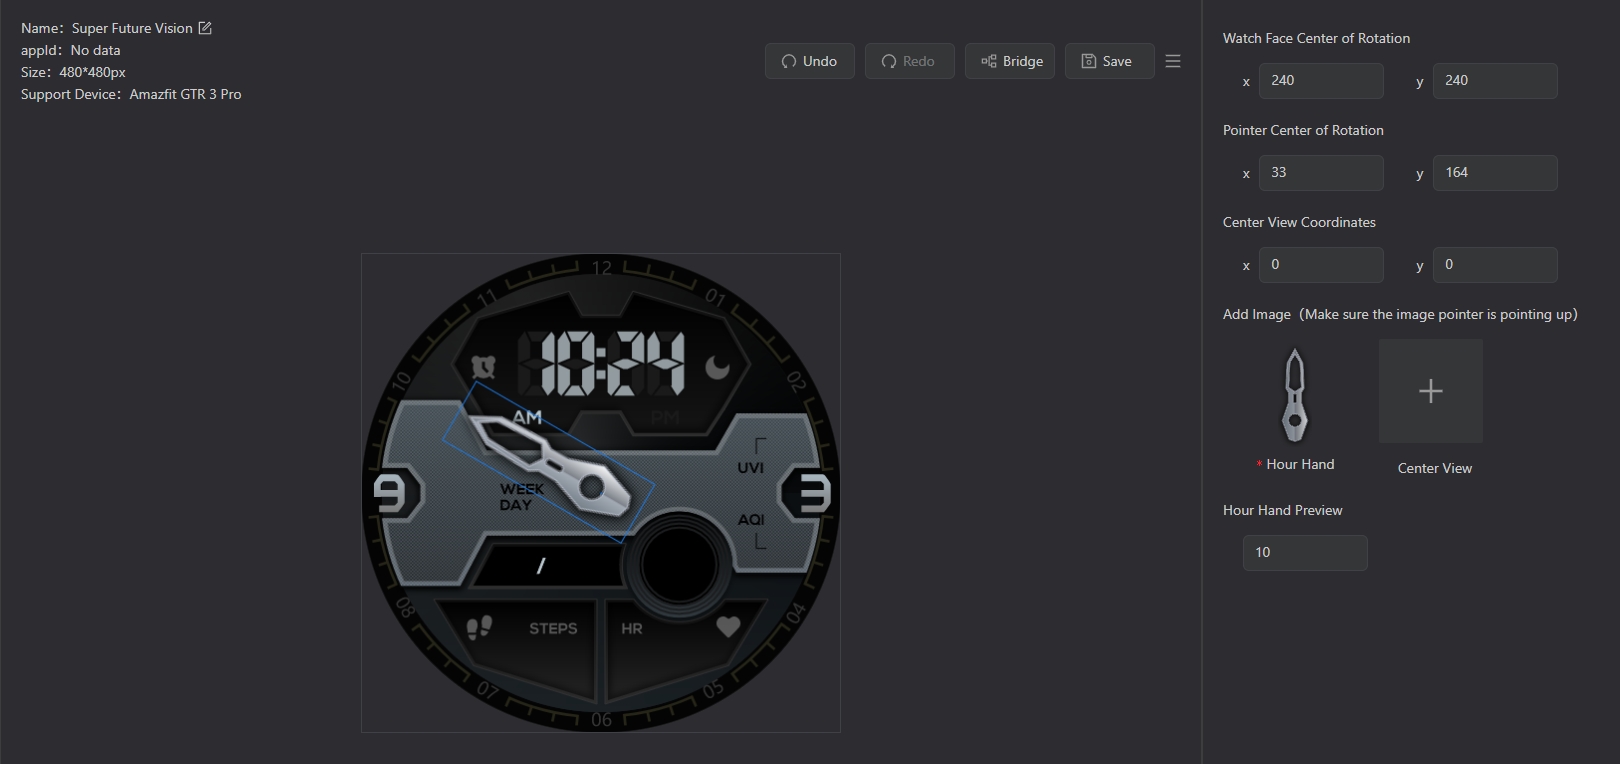 Name：Super Future Vision
appId：No data
Size：480*480px
Support Device：Amazfit GTR 3 Pro
Undo
Redo
Bridge
Save
12
11
01
10
02
10:24
AM
PM
UVI
9
WEEK
DAY
3
AQI
/
08
04
STEPS
HR
07
05
06
Watch Face Center of Rotation
x 240 y 240
Pointer Center of Rotation
x 33 y 164
Center View Coordinates
x 0 y 0
Add Image（Make sure the image pointer is pointing up）
* Hour Hand
Center View
Hour Hand Preview
10